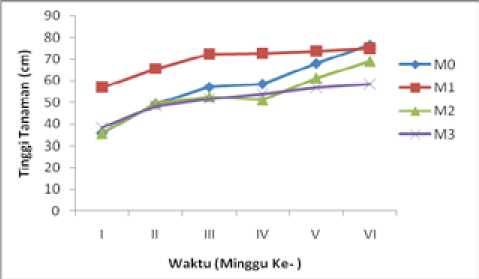 90
80
70
60
50
40
30
20
10
0
Tinggi Tanaman (cm)
I II III IV V VI
Waktu (Minggu Ke- )
M0
M1
M2
M3